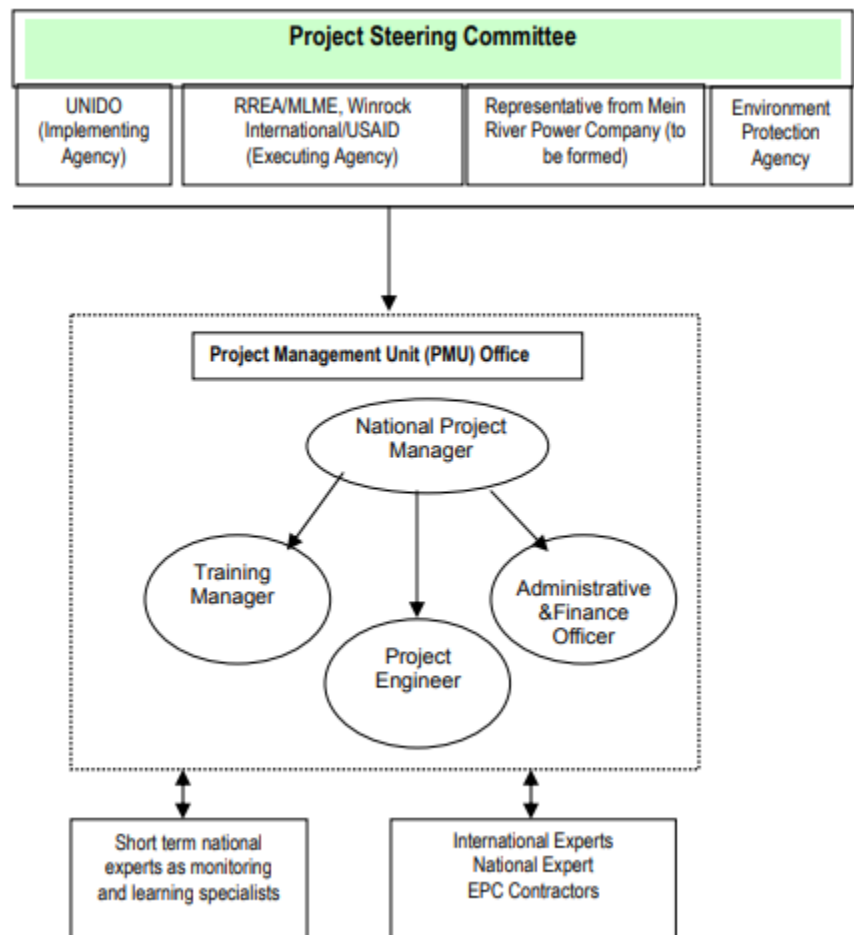 Project Steering Committee
UNIDO
(Implementing
Agency)
RREA/MLME, Winrock
International/USAID
(Executing Agency)
Representative from Mein
River Power Company (to
be formed)
Environment
Protection
Agency
Project Management Unit (PMU) Office
National Project
Manager
Training
Manager
Project
Engineer
Administrative
&Finance
Officer
Short term national
experts as monitoring
and learning specialists
International Experts
National Expert
EPC Contractors